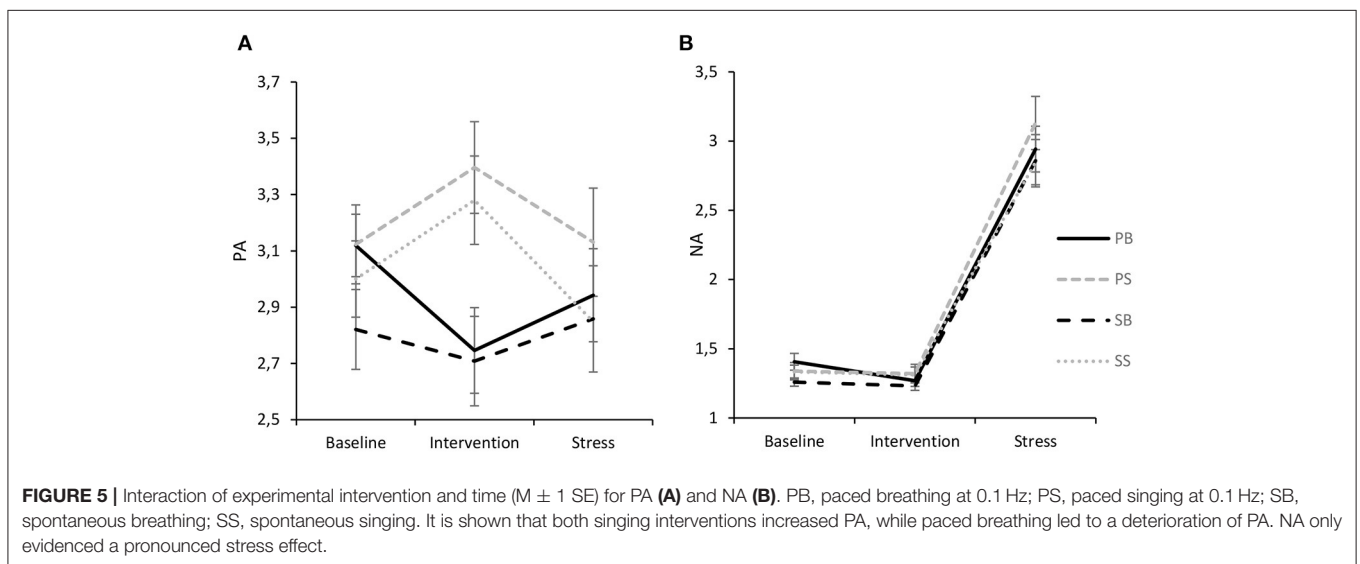 A
3,7
3,5
3,3
3,1
2,9
2,7
2,5
PA
Baseline Intervention Stress
B
3,5
3
2,5
2
1,5
1
NA
Baseline Intervention Stress
PB
PS
SB
SS
FIGURE 5 | Interaction of experimental intervention and time (M ± 1 SE) for PA (A) and NA (B). PB, paced breathing at 0.1 Hz; PS, paced singing at 0.1 Hz; SB,
spontaneous breathing; SS, spontaneous singing. It is shown that both singing interventions increased PA, while paced breathing led to a deterioration of PA. NA only
evidenced a pronounced stress effect.